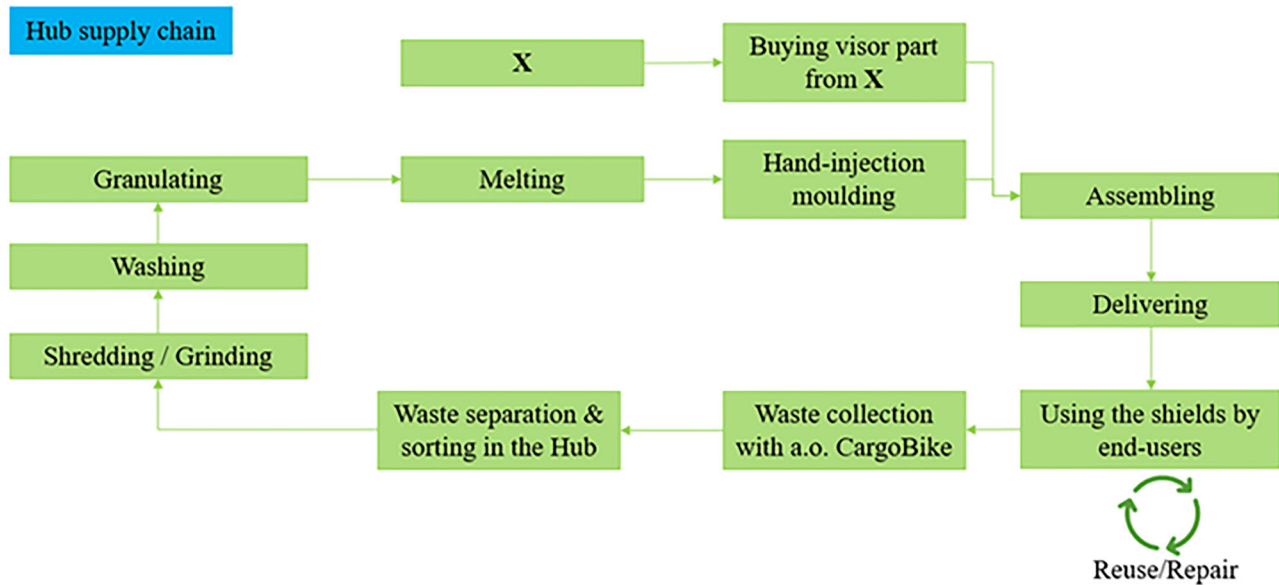 Hub supply chain
X
Buying visor part
from X
Granulating
Melting
Hand-injection
moulding
Assembling
Washing
Delivering
Shredding / Grinding
Waste separation &
sorting in the Hub
Waste collection
with a.o. CargoBike
Using the shields by
end-users
Reuse/Repair